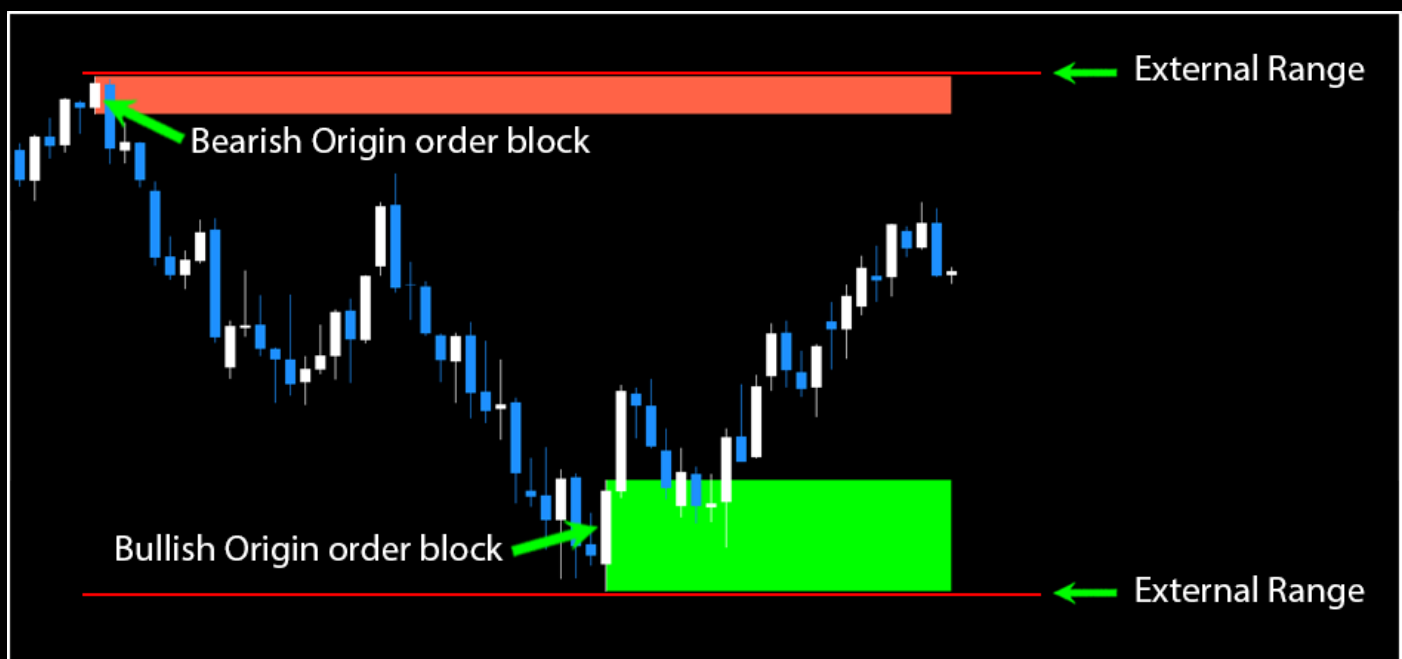 External Range
Bearish Origin order block
Bullish Origin order block
External Range